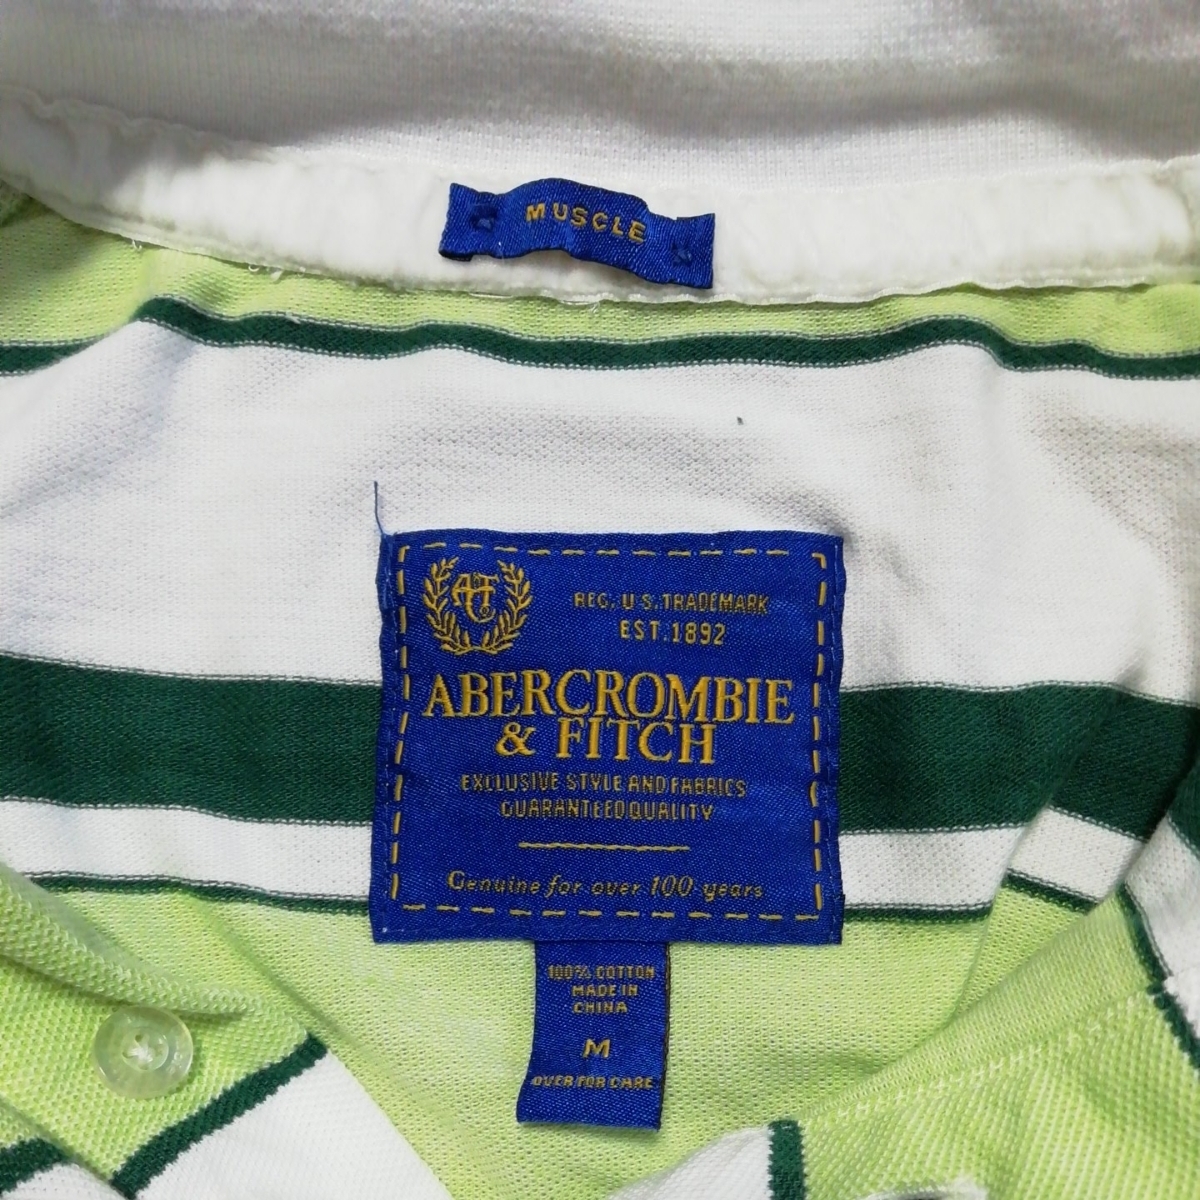 MUSCLE
A&F Co
REG. U.S. TRADEMARK
EST. 1892
ABERCROMBIE
& FITCH
EXCLUSIVE STYLE AND FABRICS
GUARANTEED QUALITY
Genuine for over 100 years
100% COTTON
MADE IN
CHINA
M
OVER FOR CARE